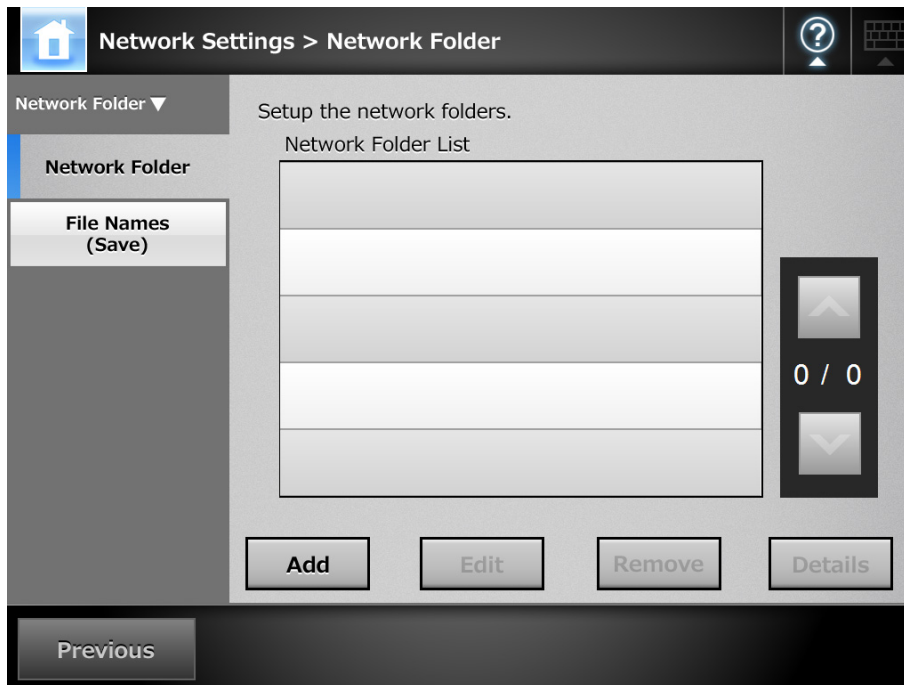 Network Settings > Network Folder
?
Network Folder▼
Network Folder
File Names
(Save)
Setup the network folders.
Network Folder List
0 / 0
Add
Edit
Remove
Details
Previous